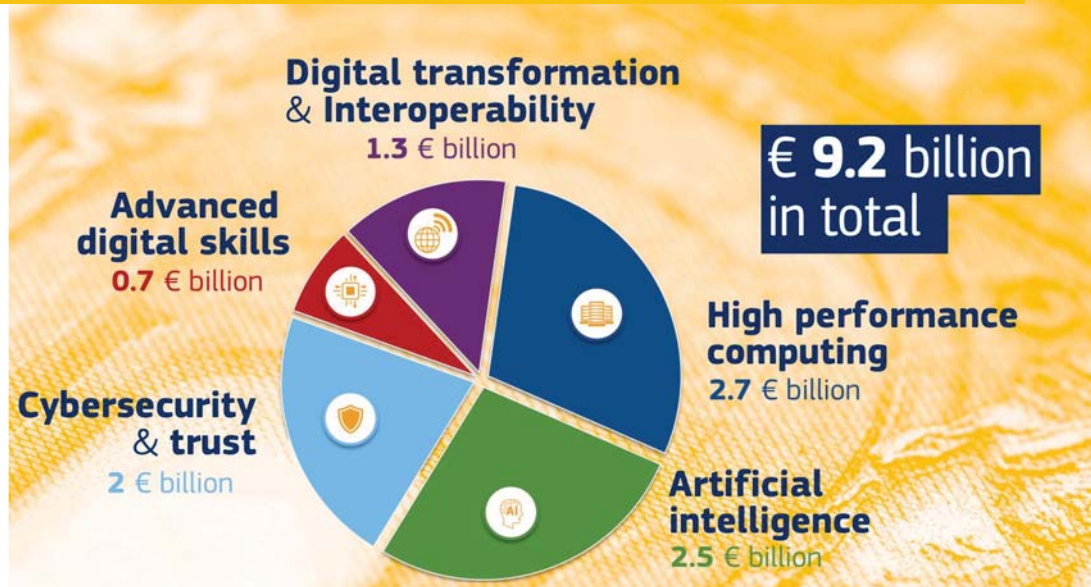 Digital transformation
& Interoperability
1.3 € billion
€ 9.2 billion
in total
Advanced
digital skills
0.7 € billion
High performance
computing
2.7 € billion
Cybersecurity
& trust
2 € billion
Artificial
intelligence
2.5 € billion
AI